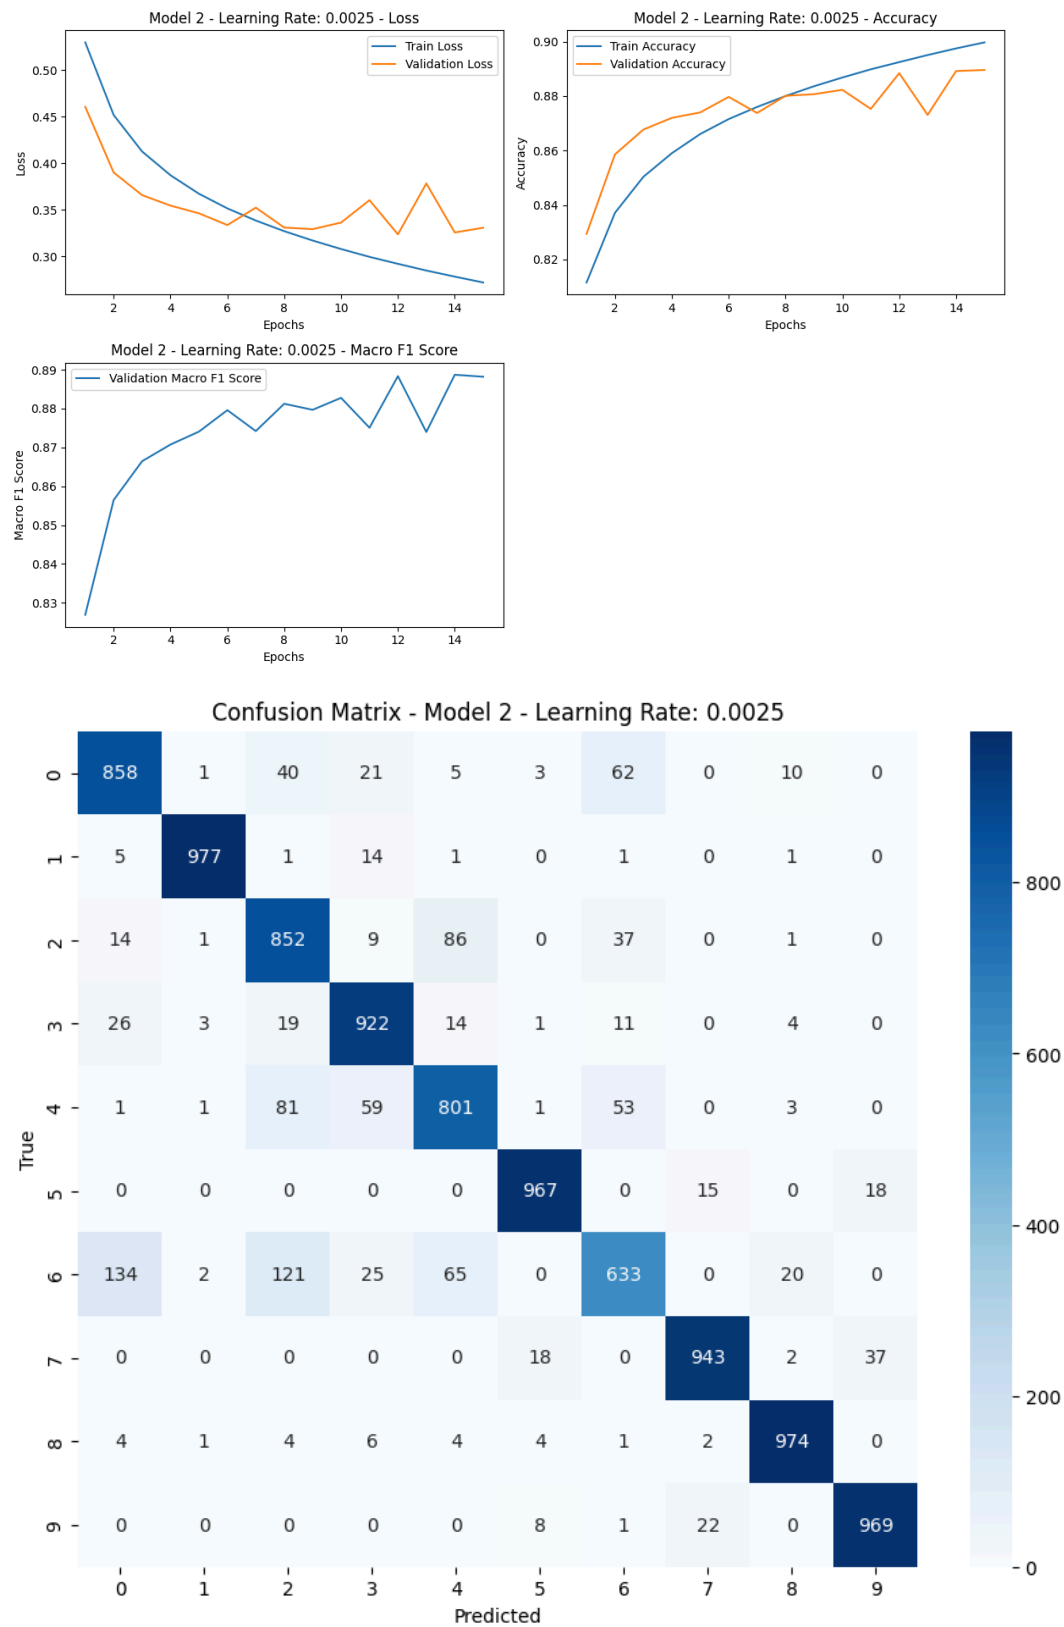 Model 2 - Learning Rate: 0.0025 - Loss
Train Loss
Validation Loss
Loss
0.50
0.45
0.40
0.35
0.30
2 4 6 8 10 12 14
Epochs
Model 2 - Learning Rate: 0.0025 - Accuracy
Train Accuracy
Validation Accuracy
Accuracy
0.90
0.88
0.86
0.84
0.82
2 4 6 8 10 12 14
Epochs
Model 2 - Learning Rate: 0.0025 - Macro F1 Score
Validation Macro F1 Score
Macro F1 Score
0.89
0.88
0.87
0.86
0.85
0.84
0.83
2 4 6 8 10 12 14
Epochs
Confusion Matrix - Model 2 - Learning Rate: 0.0025
True
0 858 1 40 21 5 3 62 0 10 0
1 5 977 1 14 1 0 1 0 1 0
2 14 1 852 9 86 0 37 0 1 0
3 26 3 19 922 14 1 11 0 4 0
4 1 1 81 59 801 1 53 0 3 0
5 0 0 0 0 0 967 0 15 0 18
6 134 2 121 25 65 0 633 0 20 0
7 0 0 0 0 0 18 0 943 2 37
8 4 1 4 6 4 4 1 2 974 0
9 0 0 0 0 0 8 1 22 0 969
0 1 2 3 4 5 6 7 8 9
Predicted
800
600
400
200
0